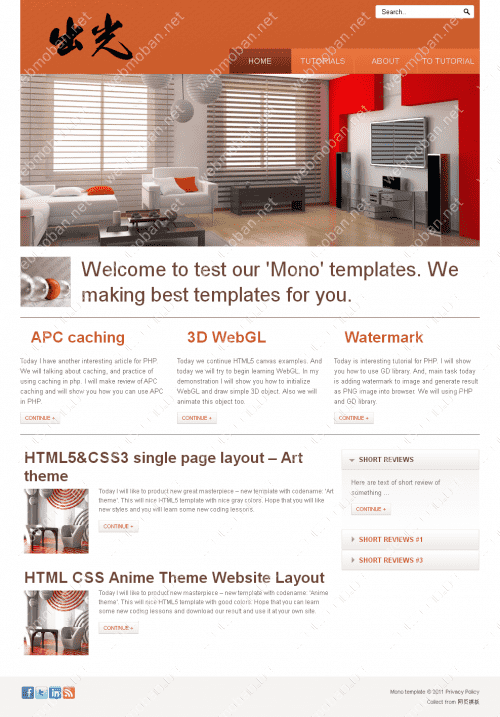 出光
Search..
HOME TUTORIALS ABOUT TO TUTORIAL
Welcome to test our 'Mono' templates. We
making best templates for you.
APC caching
Today I have another interesting article for PHP.
We will talking about caching, and practice of
using caching in php. I will make review of APC
caching and will show you how you can use APC
in PHP.
CONTINUE »
3D WebGL
Today we continue HTML5 canvas examples. And
today we will try to begin learning WebGL. In my
demonstration I will show you how to initialize
WebGL and draw simple 3D object. Also we will
animating this object too.
CONTINUE »
Watermark
Today is interesting tutorial for PHP. I will show
you how to use GD library. And, main task today
is adding watermark to image and generate result
as PNG image into browser. We will using PHP
and GD library.
CONTINUE »
HTML5&CSS3 single page layout – Art
theme
Today I will like to product new great masterpiece – new template with codename: 'Art
theme'. This will nice HTML5 template with nice gray colors. Hope that you will like
new styles and you will learn some new coding lessons.
CONTINUE »
HTML CSS Anime Theme Website Layout
Today I will like to product new masterpiece – new template with codename: 'Anime
theme'. This will nice HTML5 template with good colors. Hope that you can learn
some new coding lessons and download our result and use it at your own site.
CONTINUE »
SHORT REVIEWS
Here are text of short review of
something ...
CONTINUE »
SHORT REVIEWS #1
SHORT REVIEWS #3
Mono template © 2011 Privacy Policy
Collect from 网页模板
webmoban.net